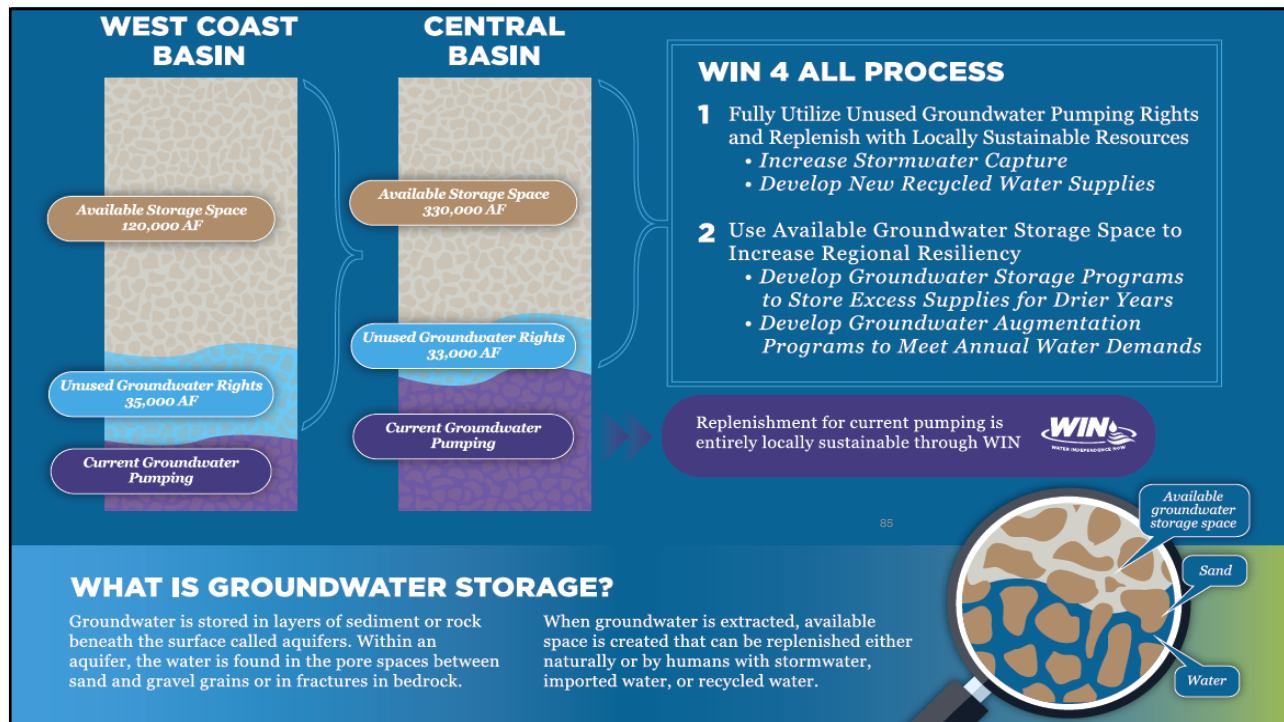 WEST COAST
BASIN
Available Storage Space
120,000 AF
Unused Groundwater Rights
35,000 AF
Current Groundwater
Pumping
CENTRAL
BASIN
Available Storage Space
330,000 AF
Unused Groundwater Rights
33,000 AF
Current Groundwater
Pumping
WIN 4 ALL PROCESS
1 Fully Utilize Unused Groundwater Pumping Rights
and Replenish with Locally Sustainable Resources
• Increase Stormwater Capture
• Develop New Recycled Water Supplies
2 Use Available Groundwater Storage Space to
Increase Regional Resiliency
• Develop Groundwater Storage Programs
to Store Excess Supplies for Drier Years
• Develop Groundwater Augmentation
Programs to Meet Annual Water Demands
Replenishment for current pumping is
entirely locally sustainable through WIN
WIN
WATER INDEPENDENCE NOW
85
WHAT IS GROUNDWATER STORAGE?
Groundwater is stored in layers of sediment or rock
beneath the surface called aquifers. Within an
aquifer, the water is found in the pore spaces between
sand and gravel grains or in fractures in bedrock.
When groundwater is extracted, available
space is created that can be replenished either
naturally or by humans with stormwater,
imported water, or recycled water.
Available
groundwater
storage space
Sand
Water